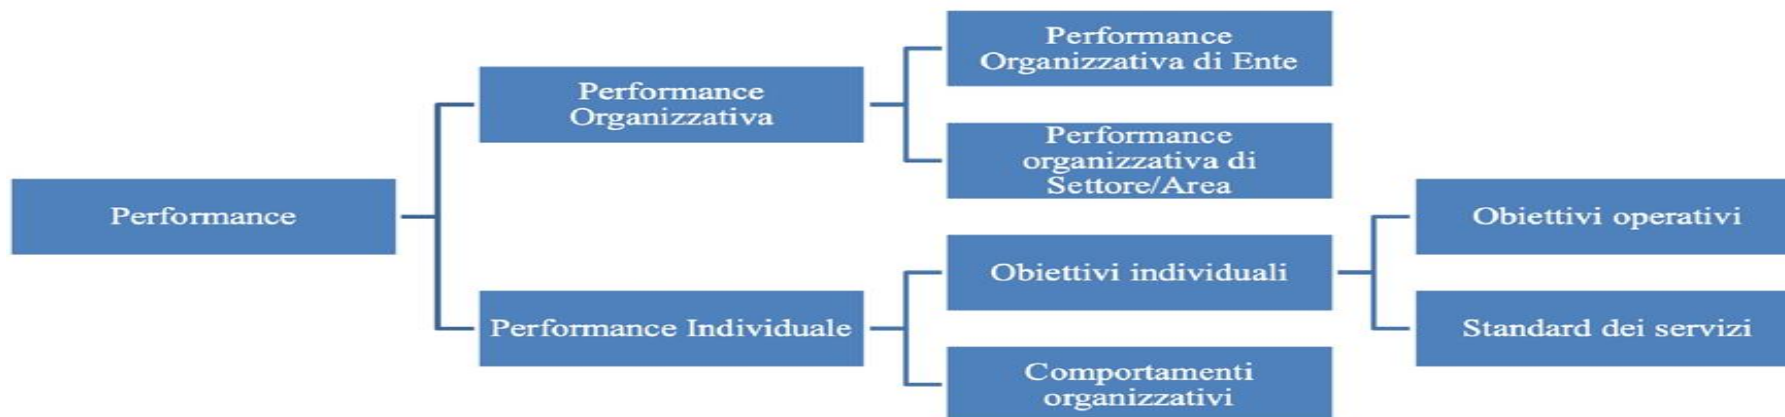 Performance
Performance
Organizzativa
Performance
Organizzativa di Ente
Performance
organizzativa di
Settore/Area
Performance Individuale
Obiettivi individuali
Obiettivi operativi
Standard dei servizi
Comportamenti
organizzativi